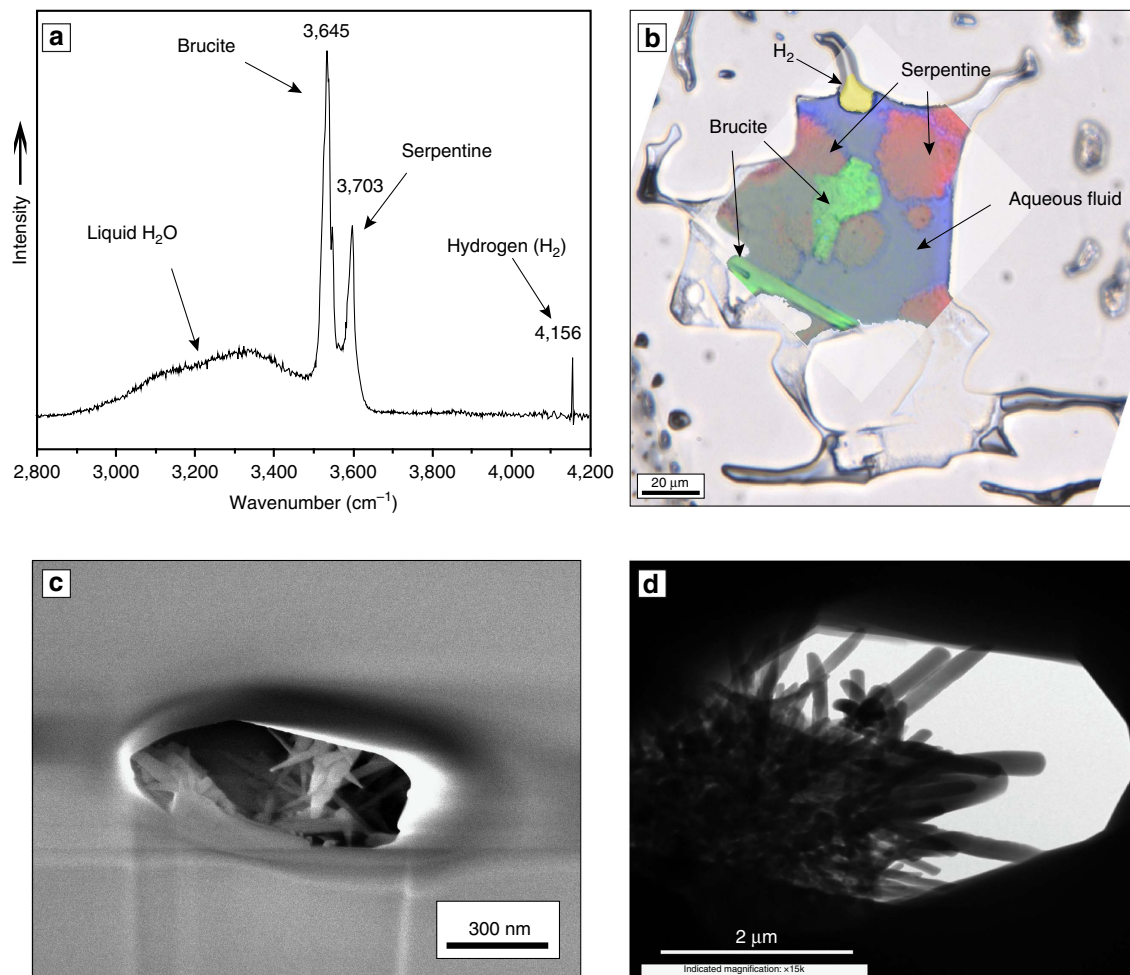 a
3,645
Brucite
3,703
Serpentine
Liquid H₂O
Hydrogen (H₂)
4,156
Intensity
2,800
3,000
3,200
3,400
3,600
3,800
4,000
4,200
Wavenumber (cm⁻¹)
b
H₂
Serpentine
Brucite
Aqueous fluid
20 μm
c
300 nm
d
2 μm
Indicated magnification: ×15k